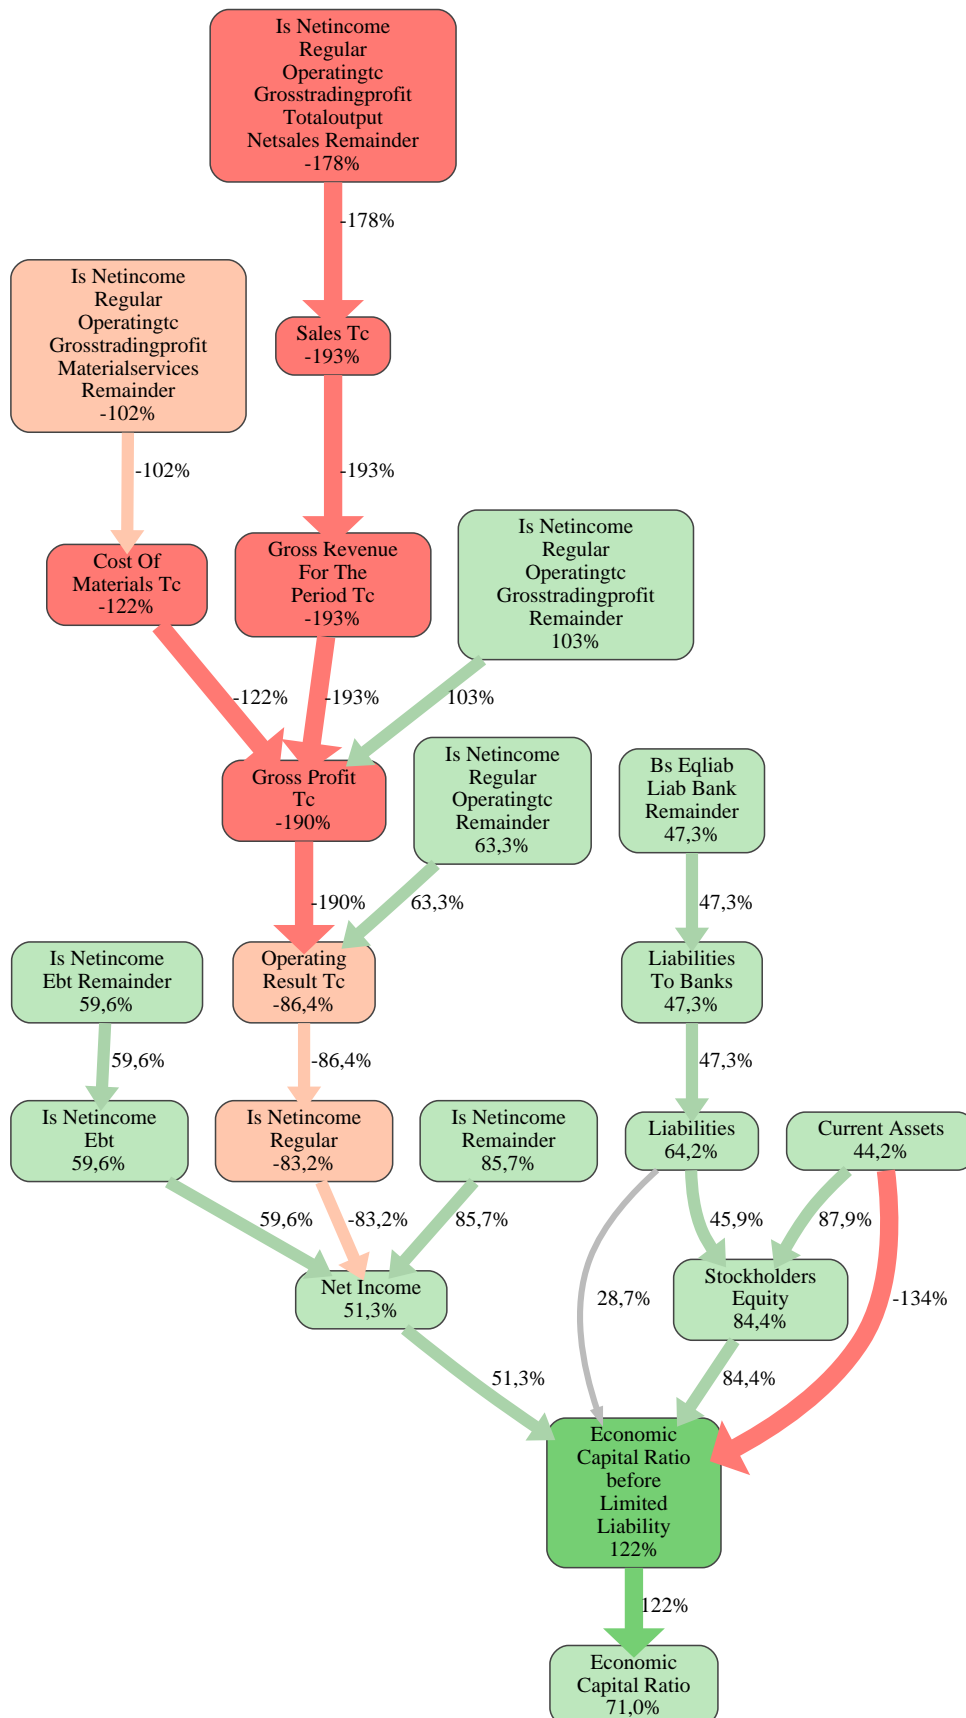 Is Netincome
Regular
Operatingtc
Grosstradingprofit
Totaloutput
Netsales Remainder
-178%
-178%
Is Netincome
Regular
Operatingtc
Grosstradingprofit
Materialservices
Remainder
-102%
Sales Tc
-193%
-102%
-193%
Is Netincome
Regular
Operatingtc
Grosstradingprofit
Remainder
103%
Cost Of
Materials Tc
-122%
Gross Revenue
For The
Period Tc
-193%
-122%
-193%
103%
Gross Profit
Tc
-190%
Is Netincome
Regular
Operatingtc
Remainder
63,3%
Bs Eqliab
Liab Bank
Remainder
47,3%
-190%
63,3%
47,3%
Is Netincome
Ebt Remainder
59,6%
Operating
Result Tc
-86,4%
Liabilities
To Banks
47,3%
59,6%
-86,4%
47,3%
Is Netincome
Ebt
59,6%
Is Netincome
Regular
-83,2%
Is Netincome
Remainder
85,7%
Liabilities
64,2%
Current Assets
44,2%
59,6%
-83,2%
85,7%
45,9%
87,9%
Net Income
51,3%
28,7%
Stockholders
Equity
84,4%
-134%
51,3%
84,4%
Economic
Capital Ratio
before
Limited
Liability
122%
122%
Economic
Capital Ratio
71,0%